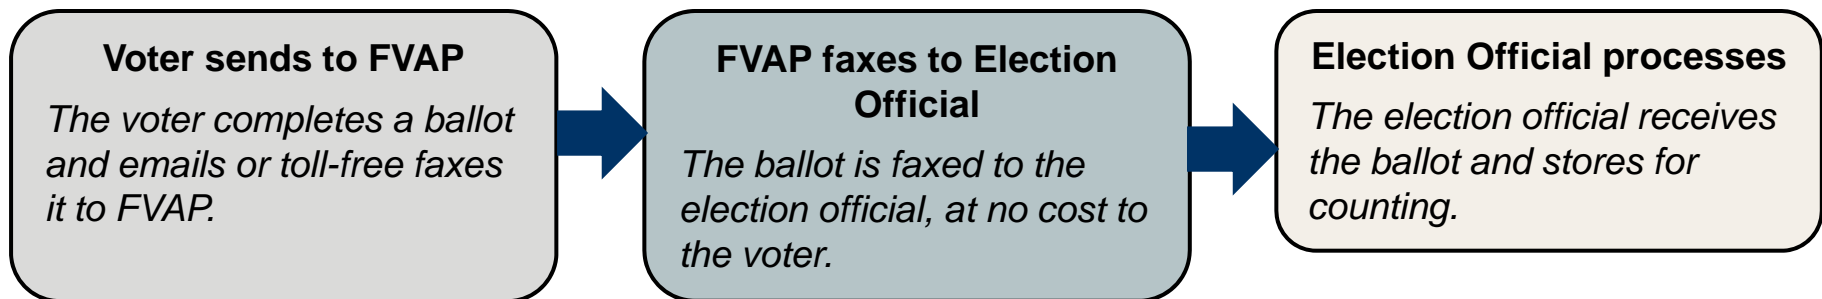 Voter sends to FVAP
The voter completes a ballot
and emails or toll-free faxes
it to FVAP.
FVAP faxes to Election
Official
The ballot is faxed to the
election official, at no cost to
the voter.
Election Official processes
The election official receives
the ballot and stores for
counting.